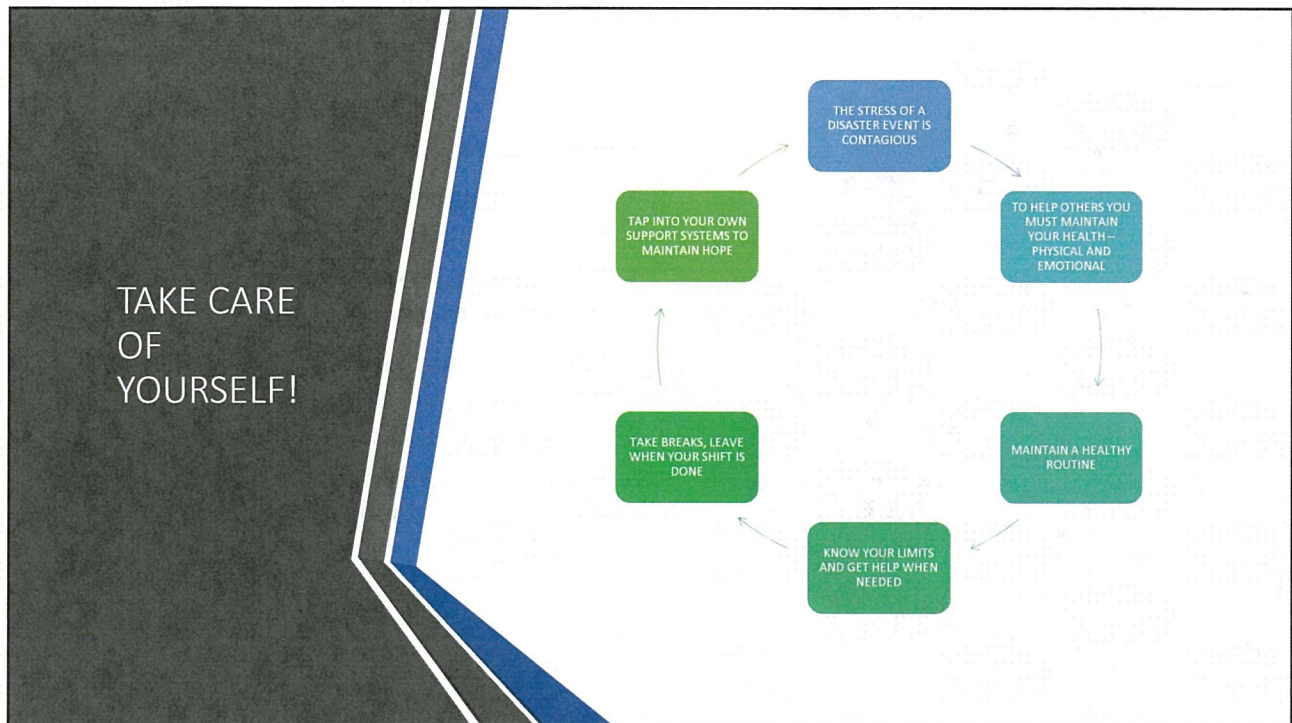 TAKE CARE
OF
YOURSELF!
THE STRESS OF A
DISASTER EVENT IS
CONTAGIOUS
TO HELP OTHERS YOU
MUST MAINTAIN
YOUR HEALTH –
PHYSICAL AND
EMOTIONAL
MAINTAIN A HEALTHY
ROUTINE
KNOW YOUR LIMITS
AND GET HELP WHEN
NEEDED
TAKE BREAKS, LEAVE
WHEN YOUR SHIFT IS
DONE
TAP INTO YOUR OWN
SUPPORT SYSTEMS TO
MAINTAIN HOPE